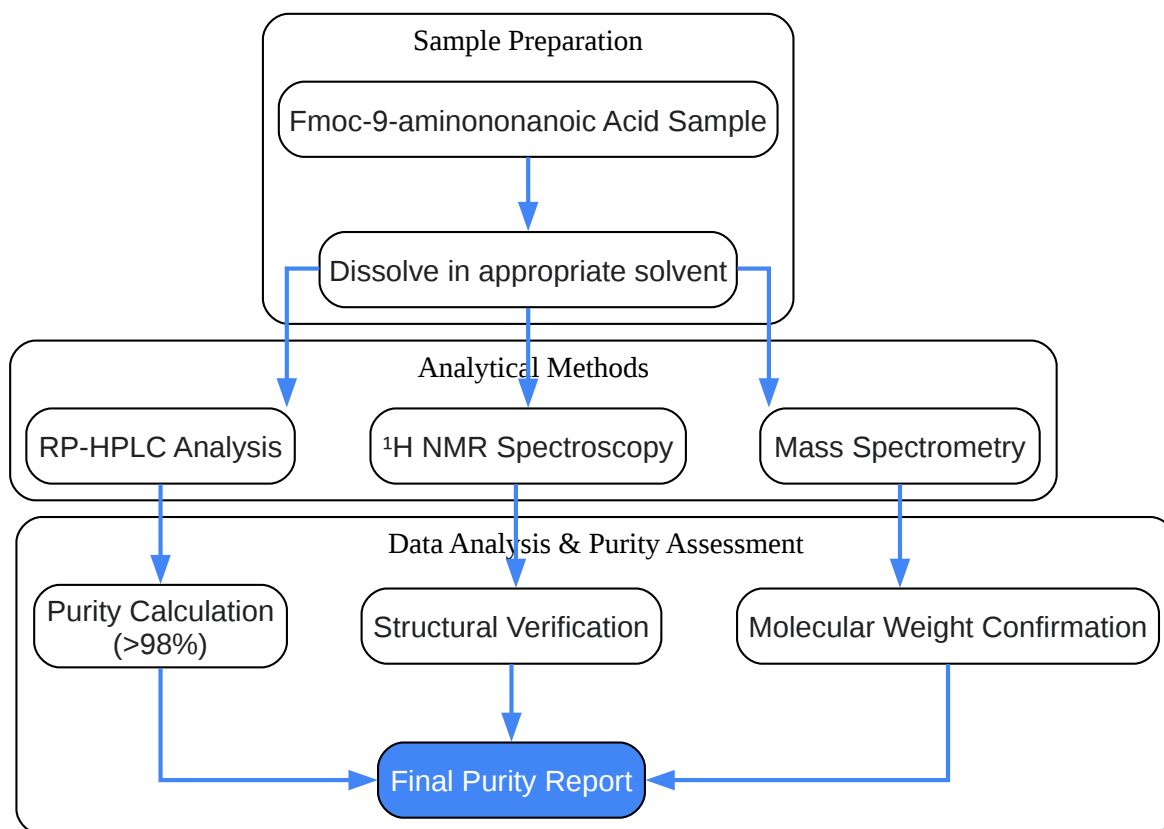 Sample Preparation
Fmoc-9-aminononanoic Acid Sample
Dissolve in appropriate solvent
Analytical Methods
RP-HPLC Analysis
¹H NMR Spectroscopy
Mass Spectrometry
Data Analysis & Purity Assessment
Purity Calculation
(>98%)
Structural Verification
Molecular Weight Confirmation
Final Purity Report